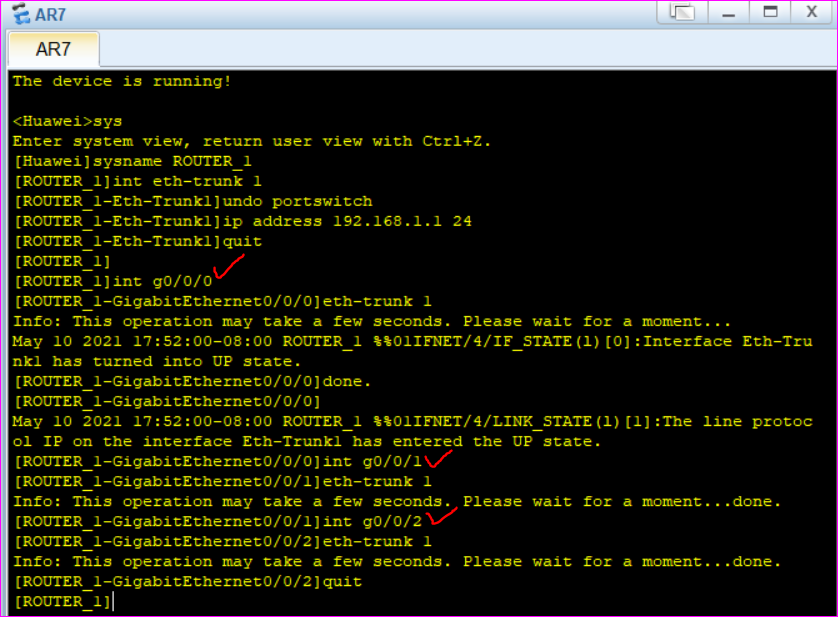 AR7
AR7
The device is running!
<Huawei>sys
Enter system view, return user view with Ctrl+Z.
[Huawei]sysname ROUTER_1
[ROUTER_1]int eth-trunk 1
[ROUTER_1-Eth-Trunk1]undo portswitch
[ROUTER_1-Eth-Trunk1]ip address 192.168.1.1 24
[ROUTER_1-Eth-Trunk1]quit
[ROUTER_1]
[ROUTER_1]int g0/0/0
[ROUTER_1-GigabitEthernet0/0/0]eth-trunk 1
Info: This operation may take a few seconds. Please wait for a moment...
May 10 2021 17:52:00-08:00 ROUTER_1 %%01IFNET/4/IF_STATE(l)[0]:Interface Eth-Tru
nk1 has turned into UP state.
[ROUTER_1-GigabitEthernet0/0/0]done.
[ROUTER_1-GigabitEthernet0/0/0]
May 10 2021 17:52:00-08:00 ROUTER_1 %%01IFNET/4/LINK_STATE(l)[1]:The line protoc
ol IP on the interface Eth-Trunk1 has entered the UP state.
[ROUTER_1-GigabitEthernet0/0/0]int g0/0/1
[ROUTER_1-GigabitEthernet0/0/1]eth-trunk 1
Info: This operation may take a few seconds. Please wait for a moment...done.
[ROUTER_1-GigabitEthernet0/0/1]int g0/0/2
[ROUTER_1-GigabitEthernet0/0/2]eth-trunk 1
Info: This operation may take a few seconds. Please wait for a moment...done.
[ROUTER_1-GigabitEthernet0/0/2]quit
[ROUTER_1]